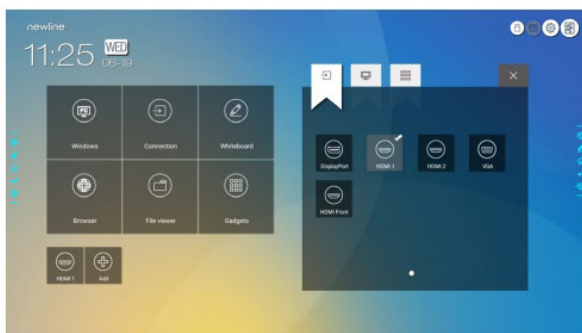 newline
11:25 WED
06-19
Windows
Connection
Whiteboard
Browser
File viewer
Gadgets
HDMI 1
Add
DisplayPort
HDMI 1
HDMI 2
VGA
HDMI Front